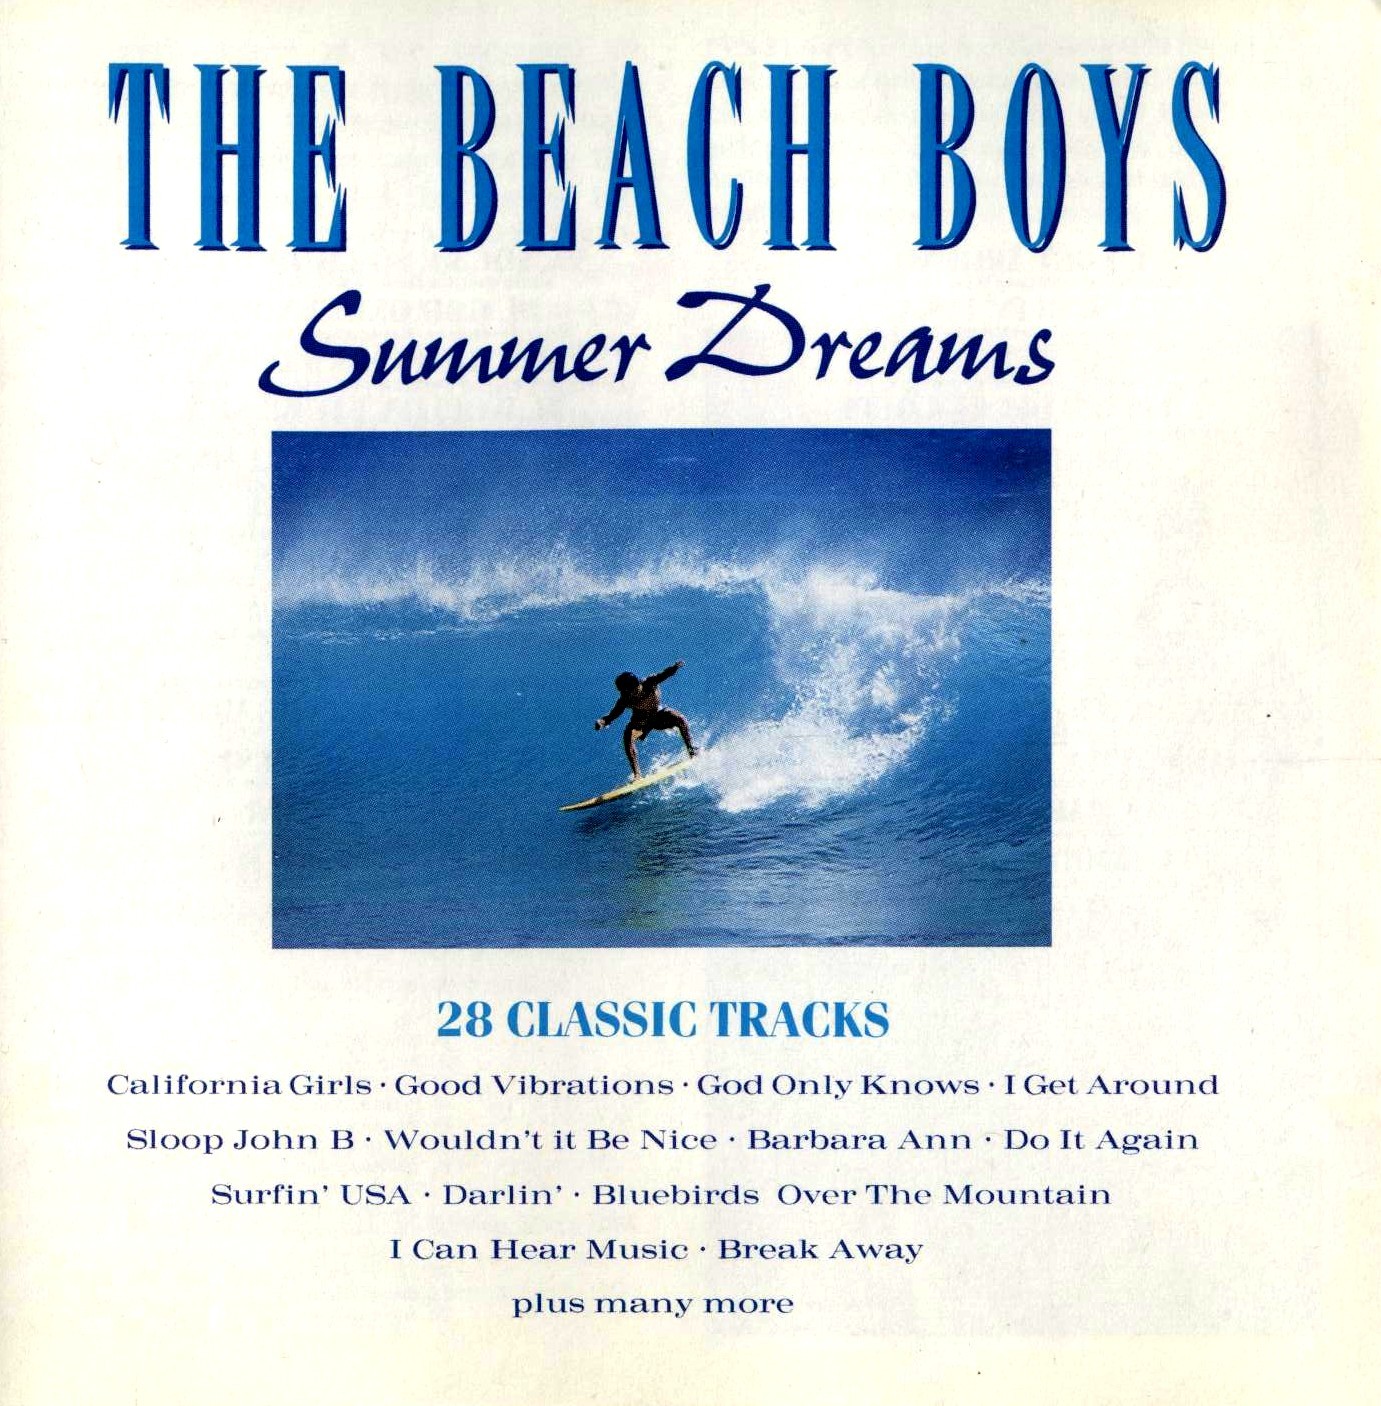 THE BEACH BOYS
Summer Dreams
28 CLASSIC TRACKS
California Girls · Good Vibrations · God Only Knows · I Get Around
Sloop John B · Wouldn't it Be Nice · Barbara Ann · Do It Again
Surfin' USA · Darlin' · Bluebirds Over The Mountain
I Can Hear Music · Break Away
plus many more